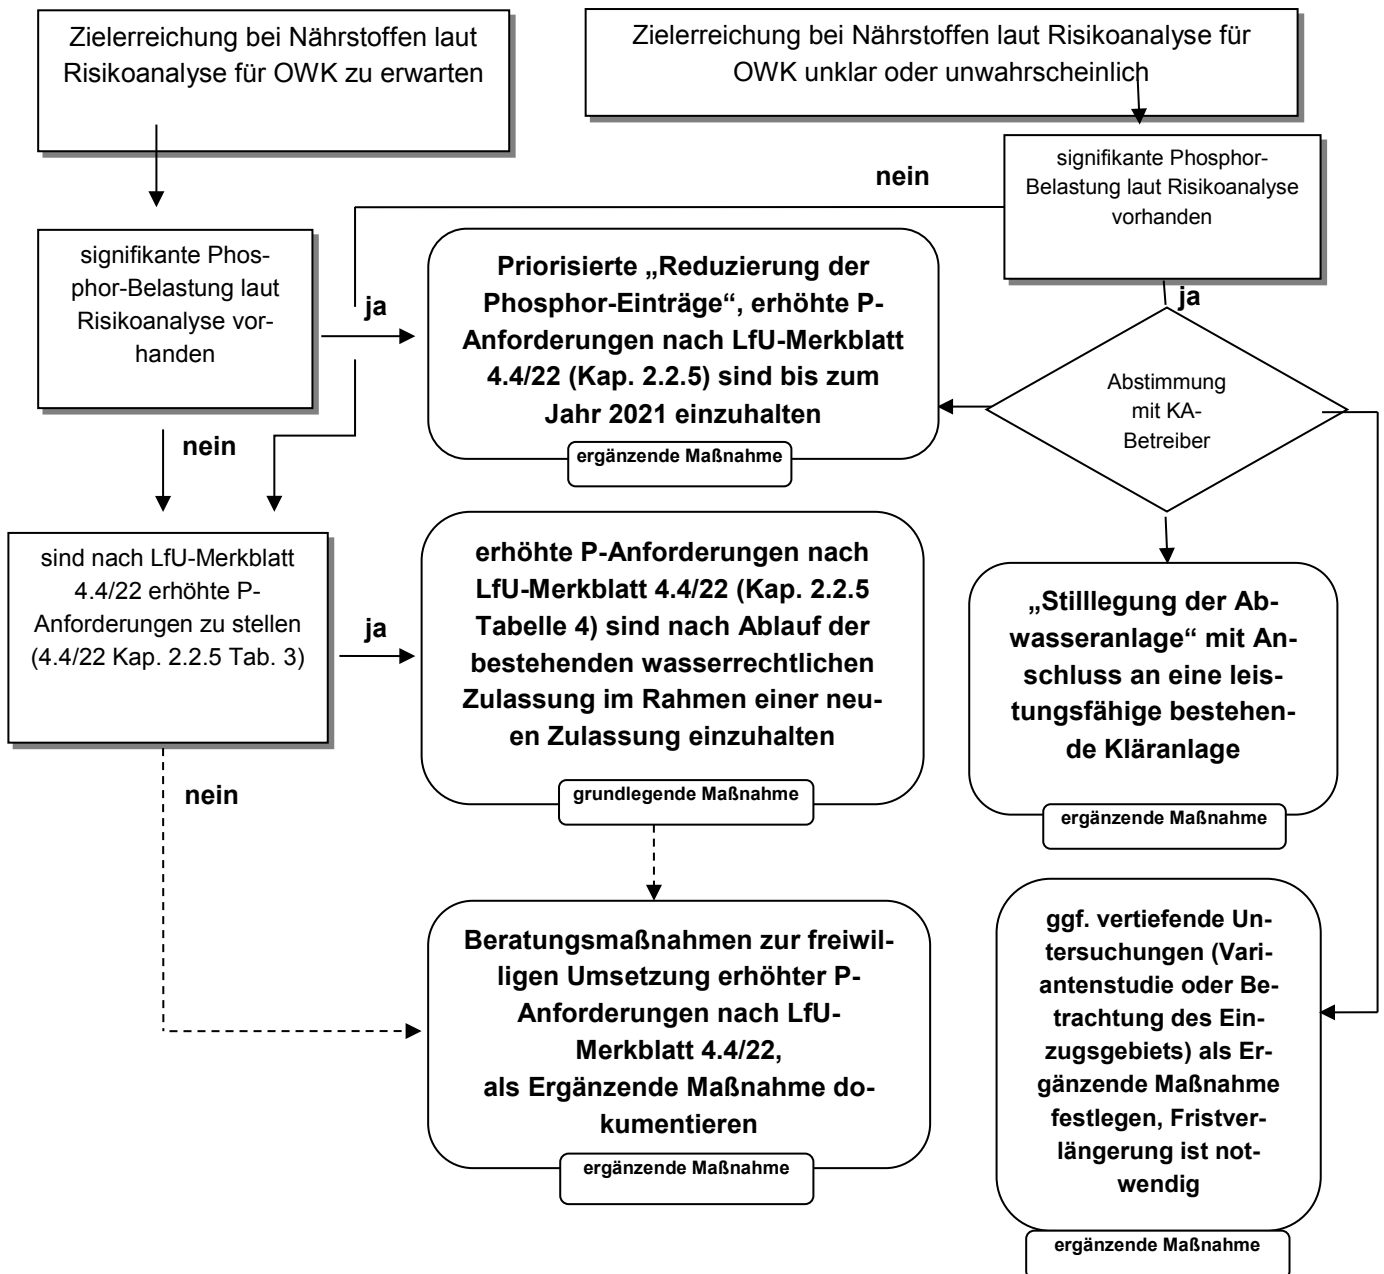 Zielerreichung bei Nährstoffen laut
Risikoanalyse für OWK zu erwarten
Zielerreichung bei Nährstoffen laut Risikoanalyse für
OWK unklar oder unwahrscheinlich
signifikante Phosphor-
Belastung laut Risikoanalyse
vorhanden
nein
ja
signifikante Phos-
phor-Belastung laut
Risikoanalyse vor-
handen
ja
nein
Priorisierte „Reduzierung der
Phosphor-Einträge“, erhöhte P-
Anforderungen nach LfU-Merkblatt
4.4/22 (Kap. 2.2.5) sind bis zum
Jahr 2021 einzuhalten
ergänzende Maßnahme
Abstimmung
mit KA-
Betreiber
sind nach LfU-Merkblatt
4.4/22 erhöhte P-
Anforderungen zu stellen
(4.4/22 Kap. 2.2.5 Tab. 3)
ja
nein
erhöhte P-Anforderungen nach
LfU-Merkblatt 4.4/22 (Kap. 2.2.5
Tabelle 4) sind nach Ablauf der
bestehenden wasserrechtlichen
Zulassung im Rahmen einer neu-
en Zulassung einzuhalten
grundlegende Maßnahme
„Stilllegung der Ab-
wasseranlage“ mit An-
schluss an eine leis-
tungsfähige bestehen-
de Kläranlage
ergänzende Maßnahme
Beratungsmaßnahmen zur freiwil-
ligen Umsetzung erhöhter P-
Anforderungen nach LfU-
Merkblatt 4.4/22,
als Ergänzende Maßnahme do-
kumentieren
ergänzende Maßnahme
ggf. vertiefende Un-
tersuchungen (Vari-
antenstudie oder Be-
trachtung des Ein-
zugsgebiets) als Er-
gänzende Maßnahme
festlegen, Fristver-
längerung ist not-
wendig
ergänzende Maßnahme